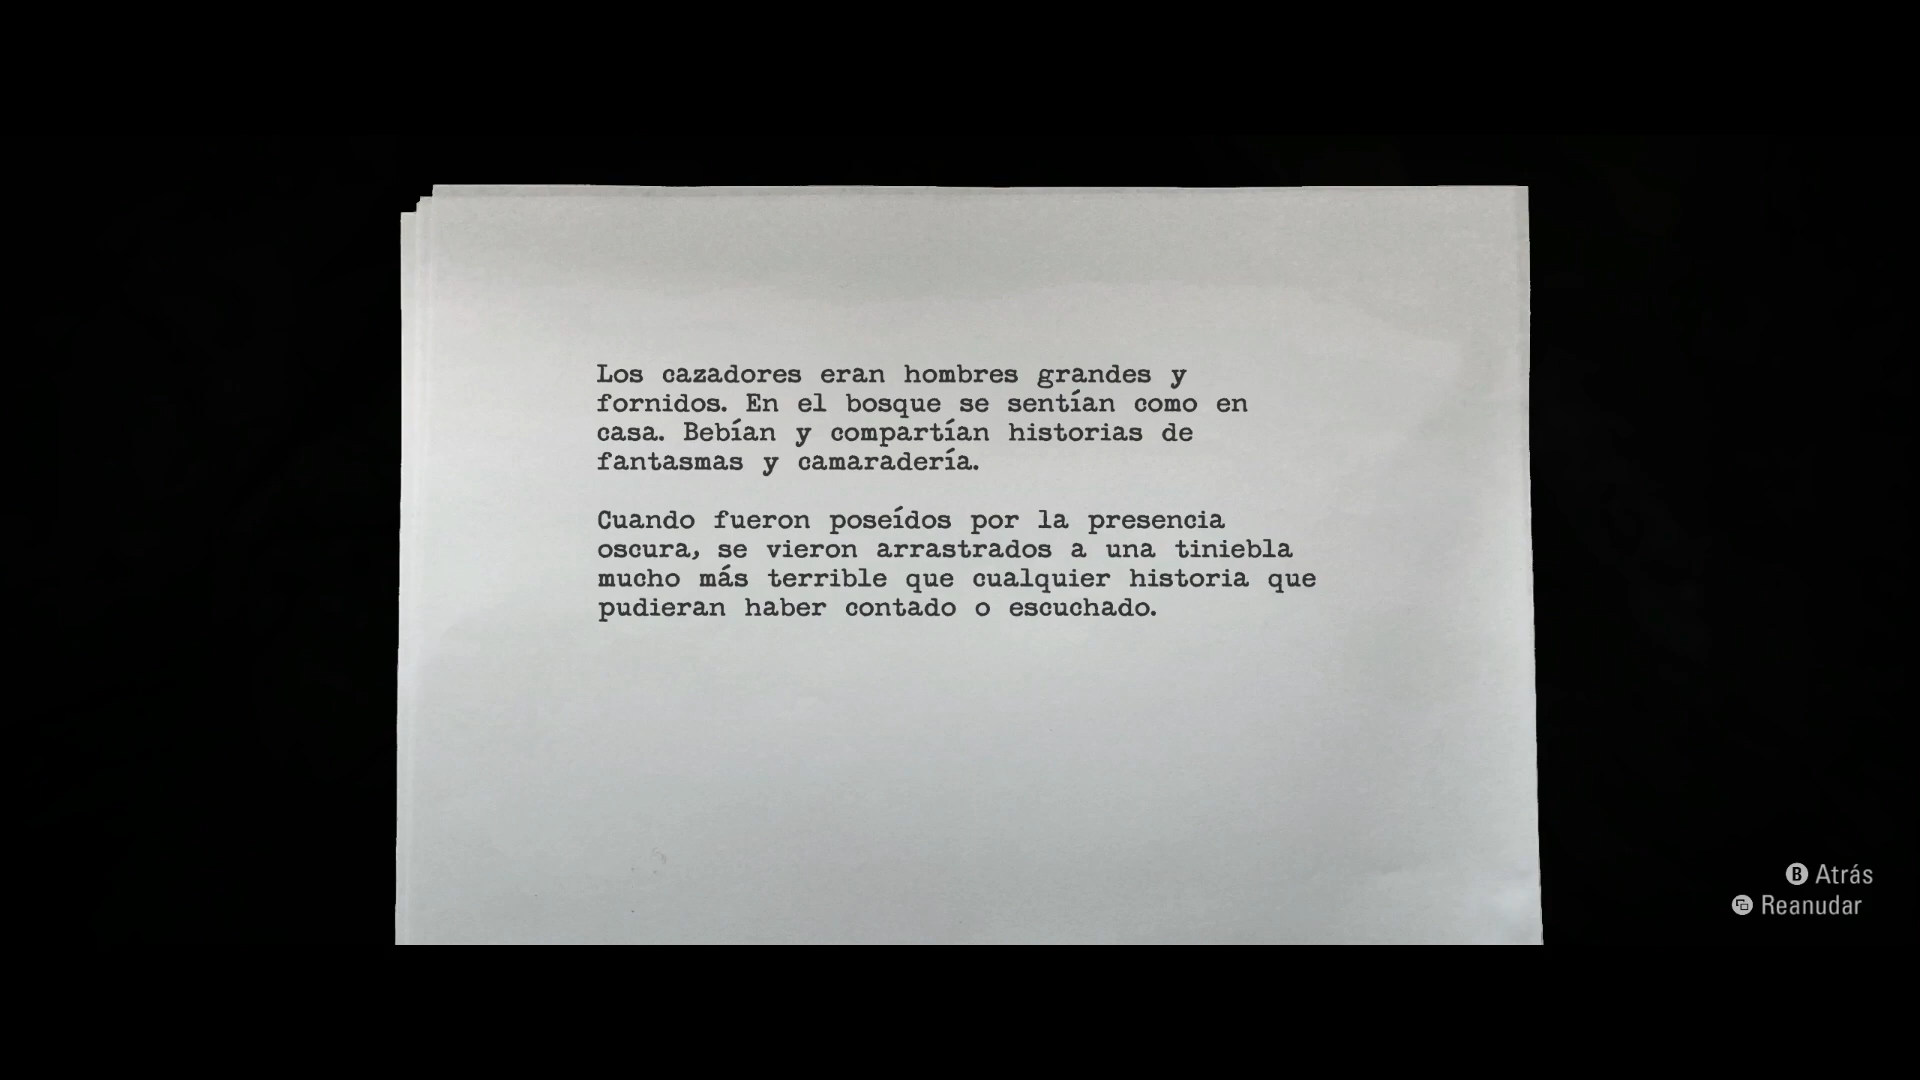 Los cazadores eran hombres grandes y
fornidos. En el bosque se sentían como en
casa. Bebían y compartían historias de
fantasmas y camaradería.
Cuando fueron poseídos por la presencia
oscura, se vieron arrastrados a una tiniebla
mucho más terrible que cualquier historia que
pudieran haber contado o escuchado.
B Atrás
Reanudar